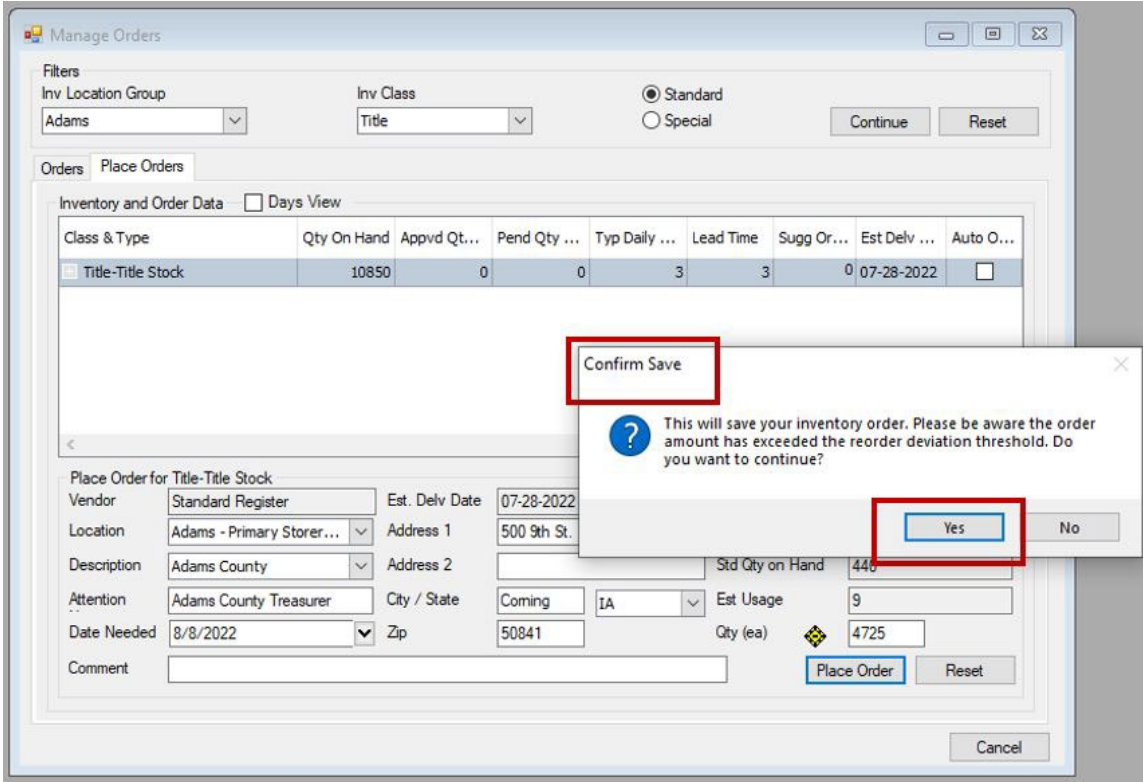 Manage Orders
Filters
Inv Location Group Inv Class Standard
Adams Title Special Continue Reset
Orders Place Orders
Inventory and Order Data Days View
Class & Type Qty On Hand Appvd Qt... Pend Qty ... Typ Daily ... Lead Time Sugg Or... Est Delv ... Auto O...
Title-Title Stock 10850 0 0 3 3 0 07-28-2022
Confirm Save
This will save your inventory order. Please be aware the order
amount has exceeded the reorder deviation threshold. Do
you want to continue?
Yes No
Place Order for Title-Title Stock
Vendor Standard Register Est. Delv Date 07-28-2022
Location Adams - Primary Storer... Address 1 500 9th St.
Description Adams County Address 2 Std Qty on Hand 440
Attention Adams County Treasurer City / State Corning IA Est Usage 9
Date Needed 8/8/2022 Zip 50841 Qty (ea) 4725
Comment Place Order Reset
Cancel